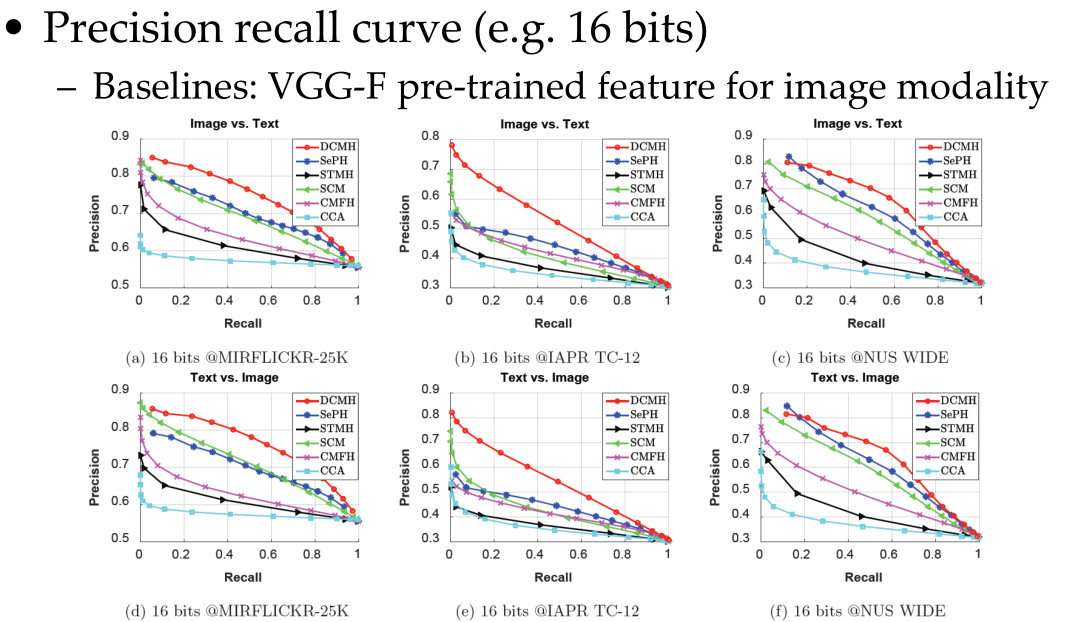 • Precision recall curve (e.g. 16 bits)
– Baselines: VGG-F pre-trained feature for image modality
Image vs. Text
0.9
0.8
0.7
0.6
0.5
Precision
0 0.2 0.4 0.6 0.8 1
Recall
DCMH
SePH
STMH
SCM
CMFH
CCA
(a) 16 bits @MIRFLICKR-25K
Image vs. Text
0.8
0.7
0.6
0.5
0.4
0.3
Precision
0 0.2 0.4 0.6 0.8 1
Recall
DCMH
SePH
STMH
SCM
CMFH
CCA
(b) 16 bits @IAPR TC-12
Image vs. Text
0.9
0.8
0.7
0.6
0.5
0.4
0.3
Precision
0 0.2 0.4 0.6 0.8 1
Recall
DCMH
SePH
STMH
SCM
CMFH
CCA
(c) 16 bits @NUS WIDE
Text vs. Image
0.9
0.8
0.7
0.6
0.5
Precision
0 0.2 0.4 0.6 0.8 1
Recall
DCMH
SePH
STMH
SCM
CMFH
CCA
(d) 16 bits @MIRFLICKR-25K
Text vs. Image
0.9
0.8
0.7
0.6
0.5
0.4
0.3
Precision
0 0.2 0.4 0.6 0.8 1
Recall
DCMH
SePH
STMH
SCM
CMFH
CCA
(e) 16 bits @IAPR TC-12
Text vs. Image
0.9
0.8
0.7
0.6
0.5
0.4
0.3
Precision
0 0.2 0.4 0.6 0.8 1
Recall
DCMH
SePH
STMH
SCM
CMFH
CCA
(f) 16 bits @NUS WIDE